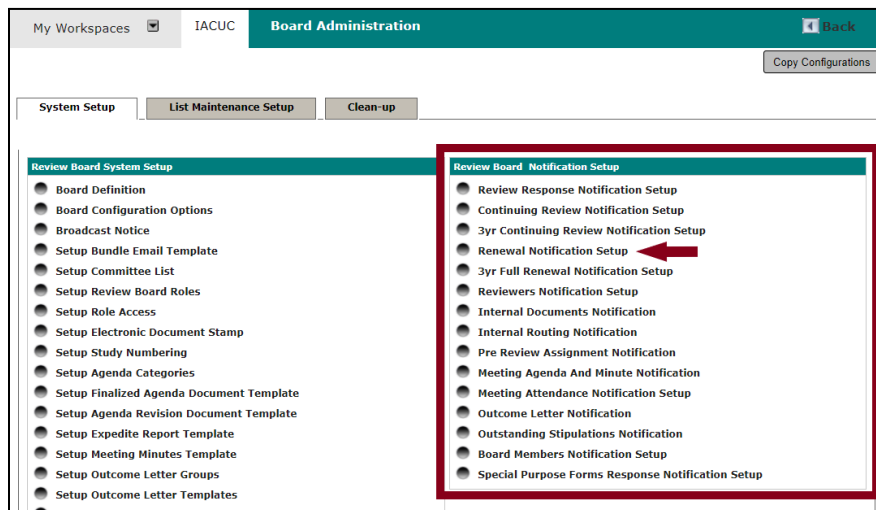 My Workspaces IACUC Board Administration Back
Copy Configurations
System Setup List Maintenance Setup Clean-up
Review Board System Setup
Board Definition
Board Configuration Options
Broadcast Notice
Setup Bundle Email Template
Setup Committee List
Setup Review Board Roles
Setup Role Access
Setup Electronic Document Stamp
Setup Study Numbering
Setup Agenda Categories
Setup Finalized Agenda Document Template
Setup Agenda Revision Document Template
Setup Expedite Report Template
Setup Meeting Minutes Template
Setup Outcome Letter Groups
Setup Outcome Letter Templates
Review Board Notification Setup
Review Response Notification Setup
Continuing Review Notification Setup
3yr Continuing Review Notification Setup
Renewal Notification Setup
3yr Full Renewal Notification Setup
Reviewers Notification Setup
Internal Documents Notification
Internal Routing Notification
Pre Review Assignment Notification
Meeting Agenda And Minute Notification
Meeting Attendance Notification Setup
Outcome Letter Notification
Outstanding Stipulations Notification
Board Members Notification Setup
Special Purpose Forms Response Notification Setup